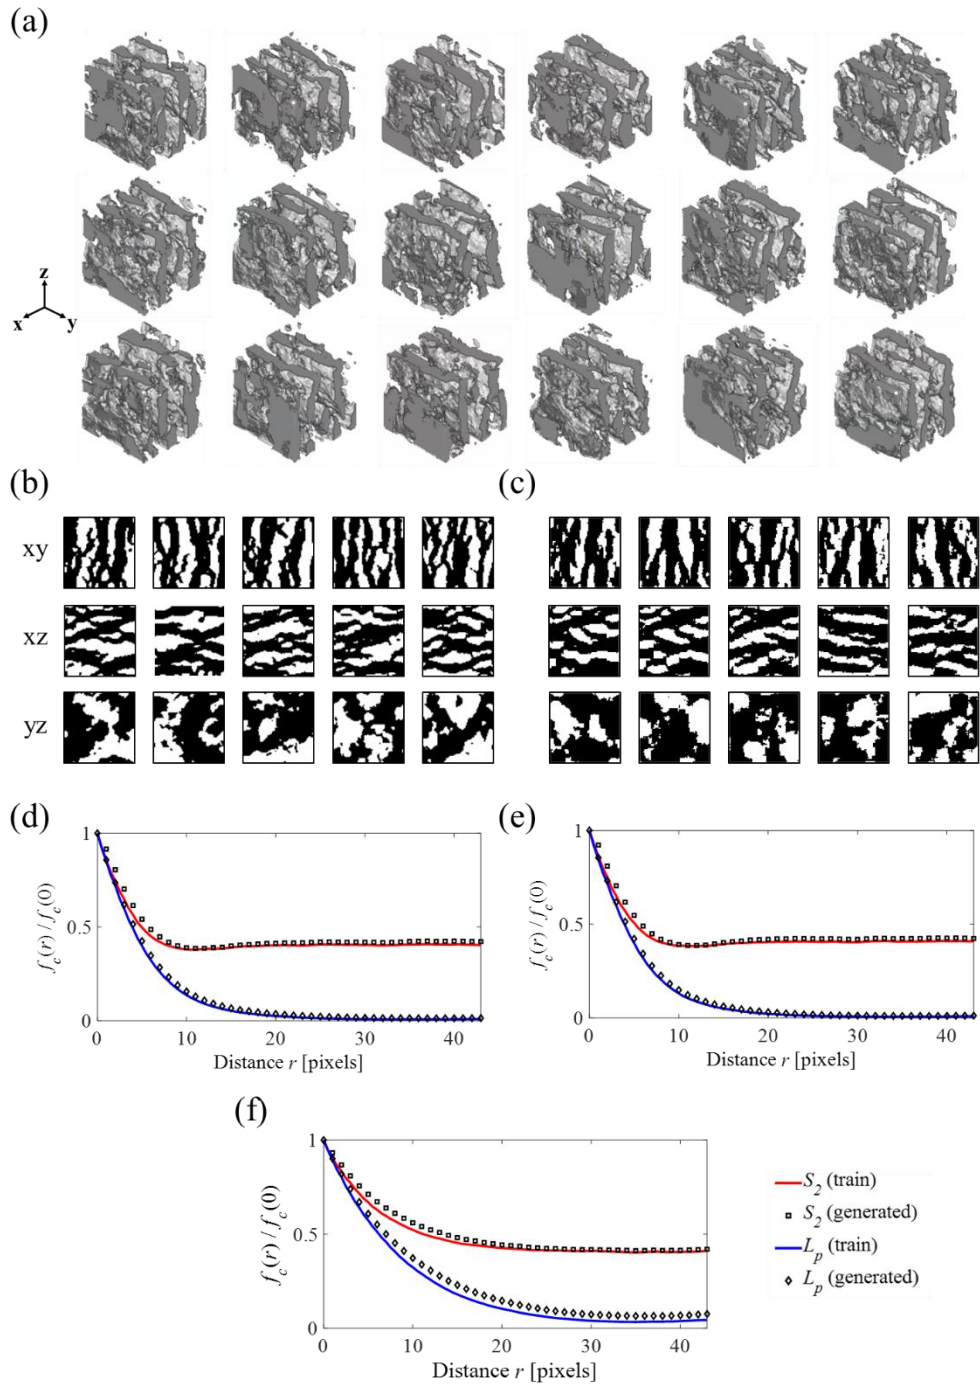 (a)
z
x y
(b) (c)
xy
xz
yz
(d) (e)
1 1
f_c(r) / f_c(0) f_c(r) / f_c(0)
0.5 0.5
0 0
0 10 20 30 40 0 10 20 30 40
Distance r [pixels] Distance r [pixels]
(f)
1
f_c(r) / f_c(0)
0.5
0
0 10 20 30 40
Distance r [pixels]
S_2 (train)
S_2 (generated)
L_p (train)
L_p (generated)